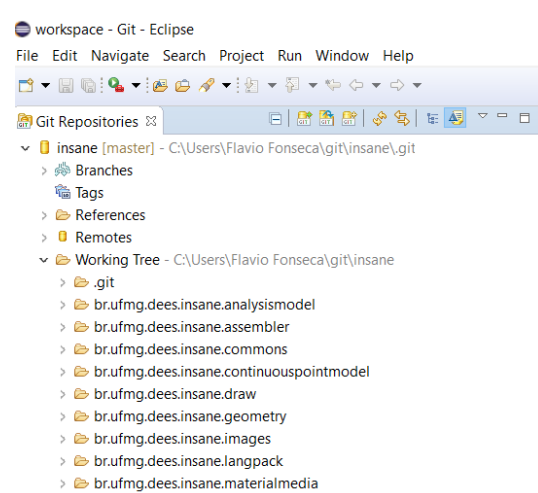 workspace - Git - Eclipse
File Edit Navigate Search Project Run Window Help
Git Repositories
insane [master] - C:\Users\Flavio Fonseca\git\insane\.git
Branches
Tags
References
Remotes
Working Tree - C:\Users\Flavio Fonseca\git\insane
.git
br.ufmg.dees.insane.analysismodel
br.ufmg.dees.insane.assembler
br.ufmg.dees.insane.commons
br.ufmg.dees.insane.continuouspointmodel
br.ufmg.dees.insane.draw
br.ufmg.dees.insane.geometry
br.ufmg.dees.insane.images
br.ufmg.dees.insane.langpack
br.ufmg.dees.insane.materialmedia